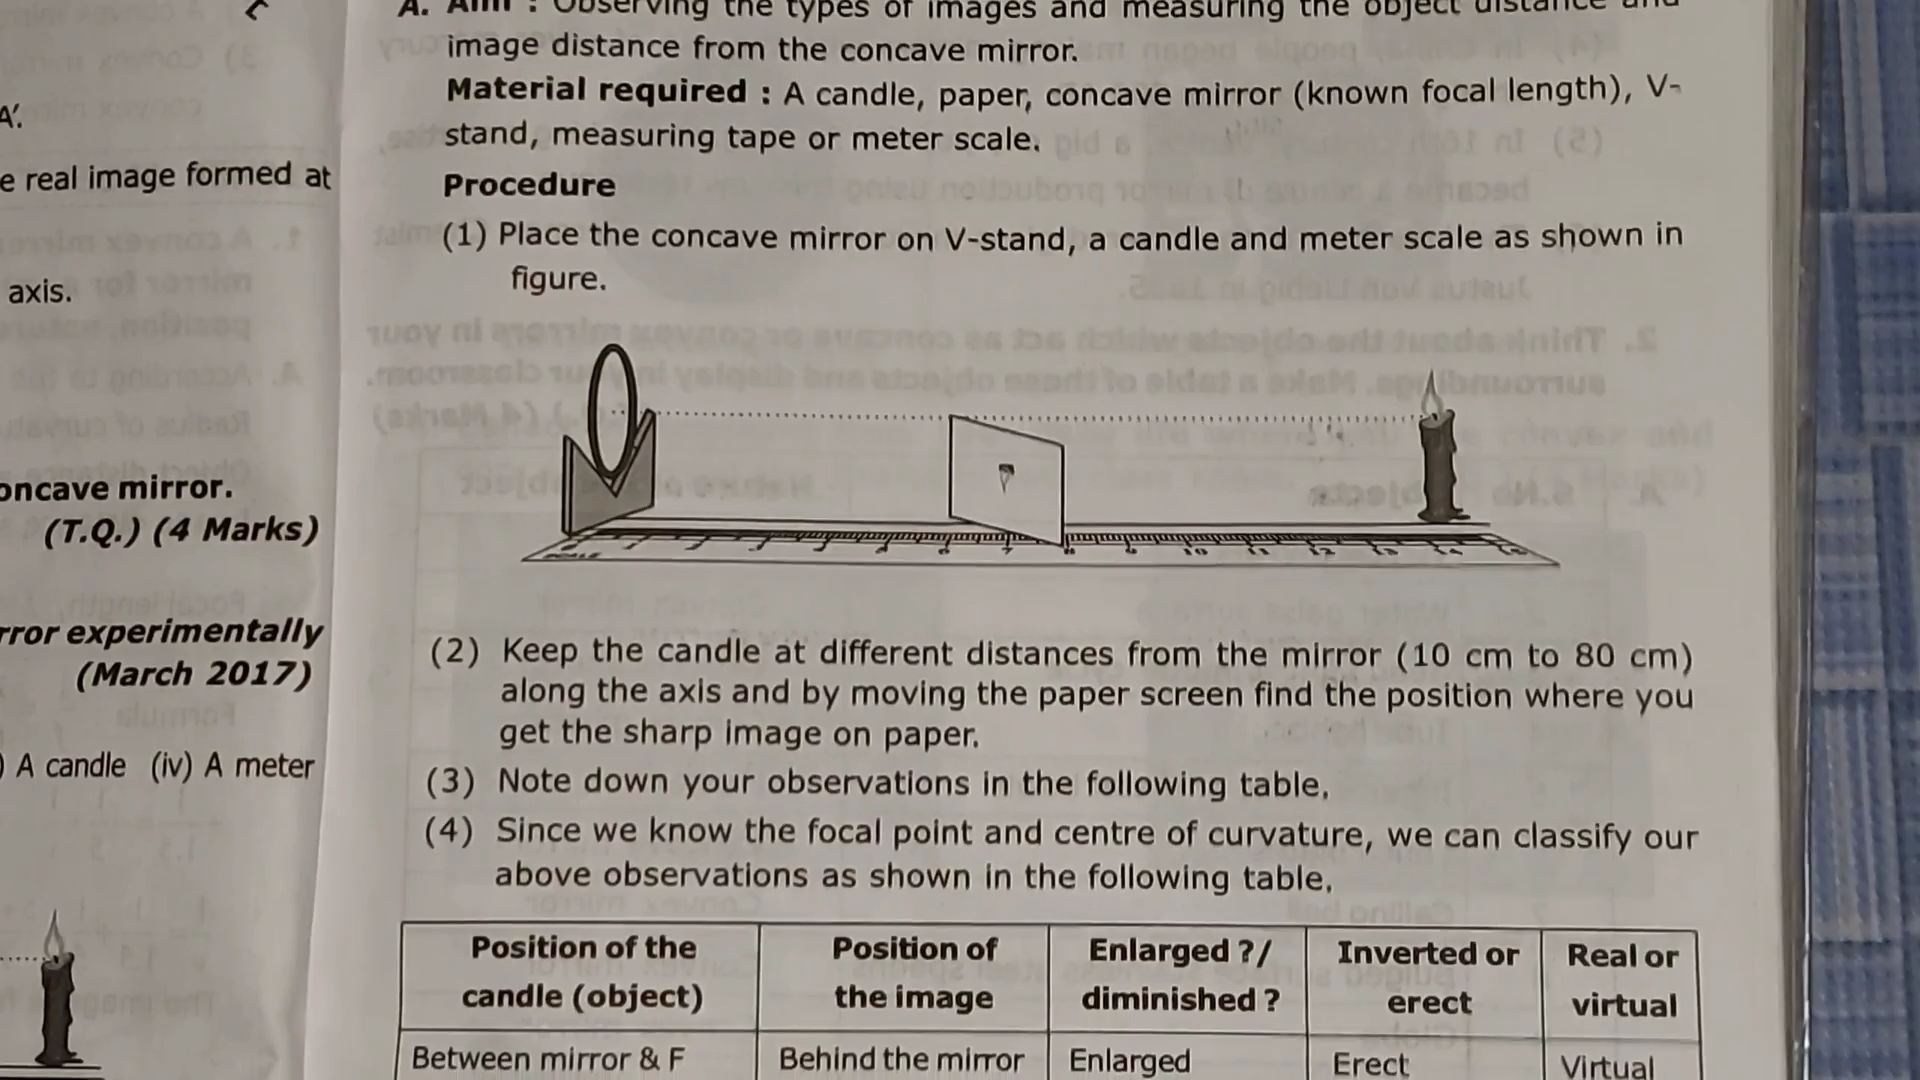 A. Aim : Observing the types of images and measuring the object distance and
image distance from the concave mirror.
Material required : A candle, paper, concave mirror (known focal length), V-
stand, measuring tape or meter scale.
Procedure
(1) Place the concave mirror on V-stand, a candle and meter scale as shown in
figure.
(2) Keep the candle at different distances from the mirror (10 cm to 80 cm)
along the axis and by moving the paper screen find the position where you
get the sharp image on paper.
(3) Note down your observations in the following table.
(4) Since we know the focal point and centre of curvature, we can classify our
above observations as shown in the following table.
Position of the candle (object) Position of the image Enlarged ?/ diminished ? Inverted or erect Real or virtual
Between mirror & F Behind the mirror Enlarged Erect Virtual
A'.
real image formed at
axis.
concave mirror.
(T.Q.) (4 Marks)
experimentally
(March 2017)
) A candle (iv) A meter